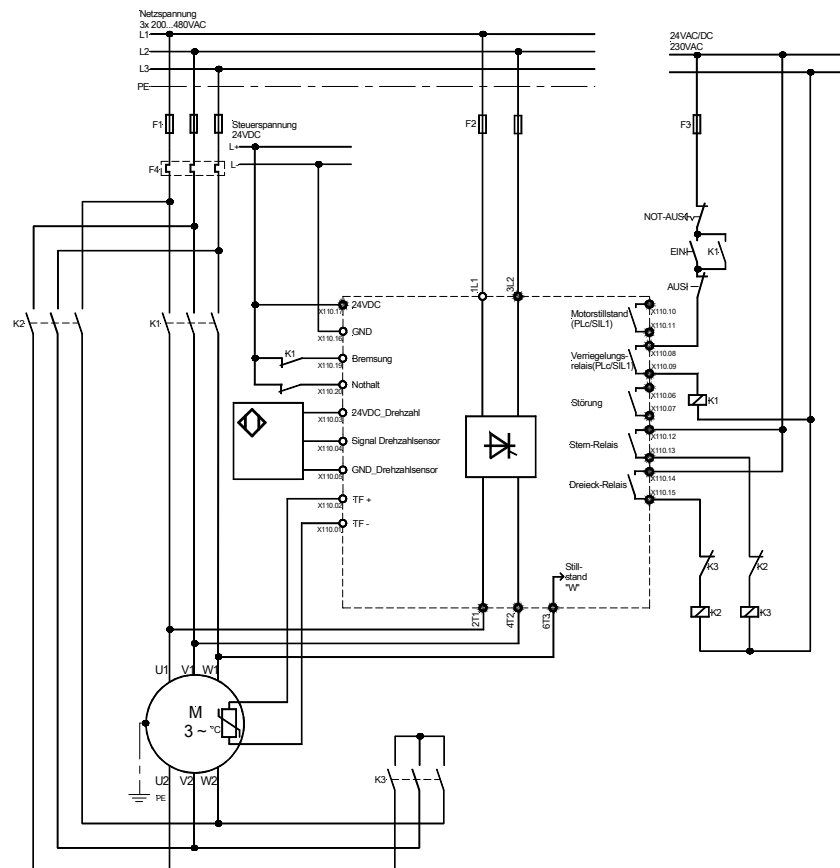 Netzspannung
3x 200...480VAC
L1
L2
L3
PE
24VAC/DC
230VAC
F1
Steuerspannung
24VDC
F2
F3
L+
L-
F4
NOT-AUS
EIN
K1
AUS
1L1
3L2
K2
K1
X110.17
24VDC
X110.16
GND
K1
X110.19
Bremsung
X110.20
Nothalt
X110.03
24VDC_Drehzahl
X110.04
Signal Drehzahlsensor
X110.05
GND_Drehzahlsensor
X110.02
TF +
X110.01
TF -
Motorstillstand
(PLc/SIL1)
X110.10
X110.11
Verriegelungs-
relais(PLc/SIL1)
X110.08
X110.09
Störung
X110.06
X110.07
K1
Stern-Relais
X110.12
X110.13
Dreieck-Relais
X110.14
X110.15
Still-
stand
"W"
K3
K2
K2
K3
2T1
4T2
6T3
U1
V1
W1
M
3 ~
°C
U2
V2
W2
PE
K3